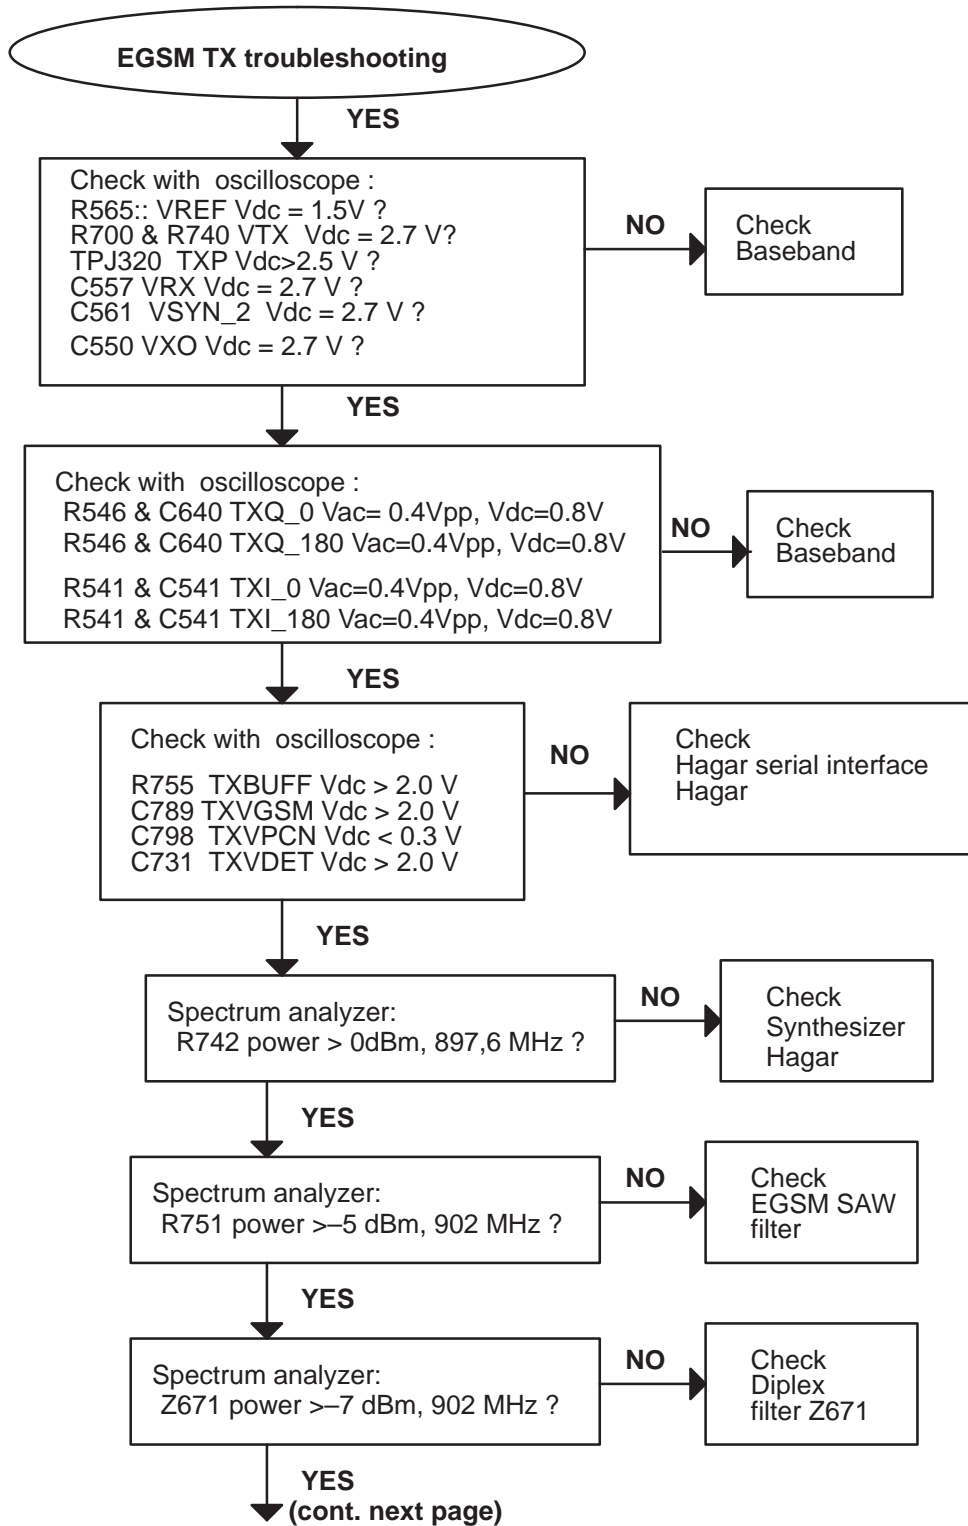 EGSM TX troubleshooting
YES
Check with oscilloscope :
R565:: VREF Vdc = 1.5V ?
R700 & R740 VTX Vdc = 2.7 V?
TPJ320 TXP Vdc>2.5 V ?
C557 VRX Vdc = 2.7 V ?
C561 VSYN_2 Vdc = 2.7 V ?
C550 VXO Vdc = 2.7 V ?
NO
Check
Baseband
YES
Check with oscilloscope :
R546 & C640 TXQ_0 Vac= 0.4Vpp, Vdc=0.8V
R546 & C640 TXQ_180 Vac=0.4Vpp, Vdc=0.8V
R541 & C541 TXI_0 Vac=0.4Vpp, Vdc=0.8V
R541 & C541 TXI_180 Vac=0.4Vpp, Vdc=0.8V
NO
Check
Baseband
YES
Check with oscilloscope :
R755 TXBUFF Vdc > 2.0 V
C789 TXVGSM Vdc > 2.0 V
C798 TXVPCN Vdc < 0.3 V
C731 TXVDET Vdc > 2.0 V
NO
Check
Hagar serial interface
Hagar
YES
Spectrum analyzer:
R742 power > 0dBm, 897,6 MHz ?
NO
Check
Synthesizer
Hagar
YES
Spectrum analyzer:
R751 power >–5 dBm, 902 MHz ?
NO
Check
EGSM SAW
filter
YES
Spectrum analyzer:
Z671 power >–7 dBm, 902 MHz ?
NO
Check
Diplex
filter Z671
YES
(cont. next page)